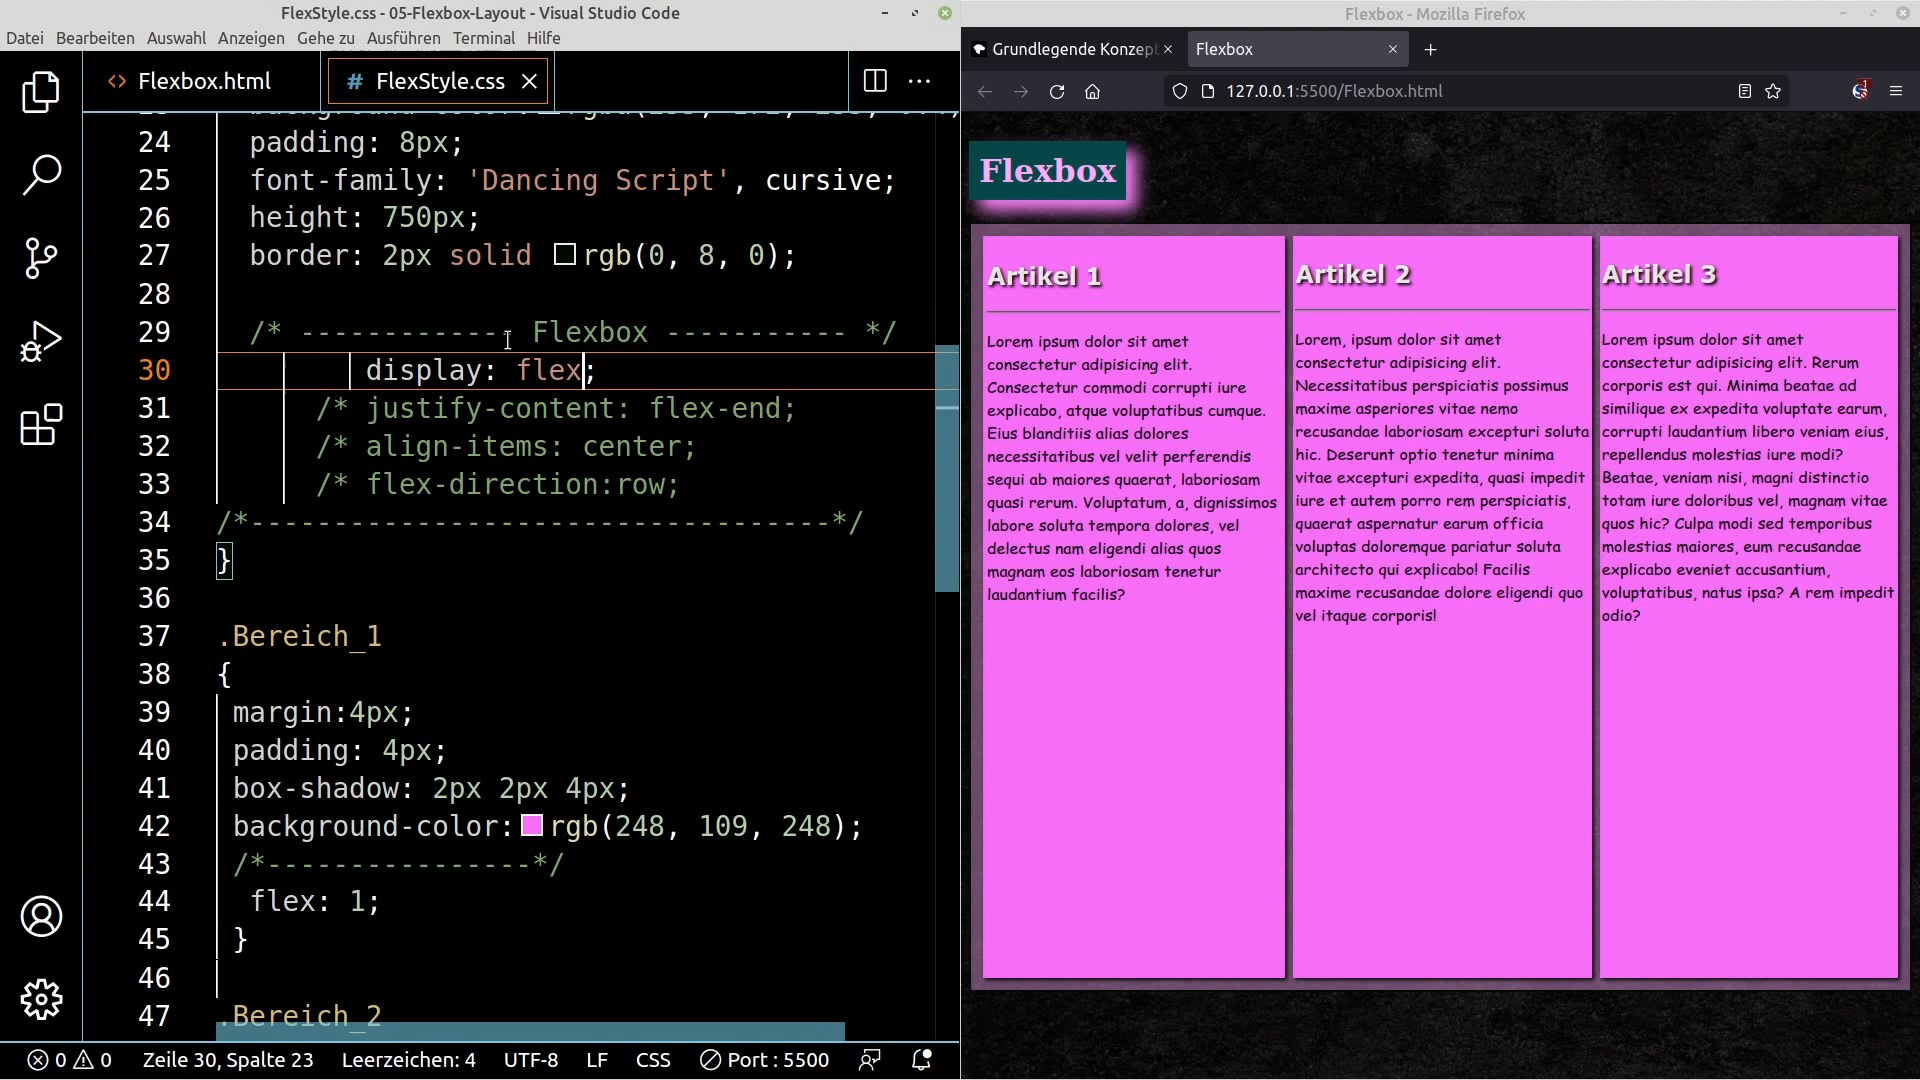 FlexStyle.css - 05-Flexbox-Layout - Visual Studio Code
Datei Bearbeiten Auswahl Anzeigen Gehe zu Ausführen Terminal Hilfe
<> Flexbox.html # FlexStyle.css
24 padding: 8px;
25 font-family: 'Dancing Script', cursive;
26 height: 750px;
27 border: 2px solid rgb(0, 8, 0);
28
29 /* ------------- Flexbox ----------- */
30 display: flex;
31 /* justify-content: flex-end;
32 /* align-items: center;
33 /* flex-direction:row;
34 /*-----------------------------------*/
35 }
36
37 .Bereich_1
38 {
39 margin:4px;
40 padding: 4px;
41 box-shadow: 2px 2px 4px;
42 background-color: rgb(248, 109, 248);
43 /*----------------*/
44 flex: 1;
45 }
46
47 .Bereich_2
0 0 Zeile 30, Spalte 23 Leerzeichen: 4 UTF-8 LF CSS Port : 5500
Flexbox - Mozilla Firefox
Grundlegende Konzept Flexbox
127.0.0.1:5500/Flexbox.html
1
Flexbox
Artikel 1
Lorem ipsum dolor sit amet
consectetur adipisicing elit.
Consectetur commodi corrupti iure
explicabo, atque voluptatibus cumque.
Eius blanditiis alias dolores
necessitatibus vel velit perferendis
sequi ab maiores quaerat, laboriosam
quasi rerum. Voluptatum, a, dignissimos
labore soluta tempora dolores, vel
delectus nam eligendi alias quos
magnam eos laboriosam tenetur
laudantium facilis?
Artikel 2
Lorem, ipsum dolor sit amet
consectetur adipisicing elit.
Necessitatibus perspiciatis possimus
maxime asperiores vitae nemo
recusandae laboriosam excepturi soluta
hic. Deserunt optio tenetur minima
vitae excepturi expedita, quasi impedit
iure et autem porro rem perspiciatis,
quaerat aspernatur earum officia
voluptas doloremque pariatur soluta
architecto qui explicabo! Facilis
maxime recusandae dolore eligendi quo
vel itaque corporis!
Artikel 3
Lorem ipsum dolor sit amet
consectetur adipisicing elit. Rerum
corporis est qui. Minima beatae ad
similique ex expedita voluptate earum,
corrupti laudantium libero veniam eius,
repellendus molestias iure modi?
Beatae, veniam nisi, magni distinctio
totam iure doloribus vel, magnam vitae
quos hic? Culpa modi sed temporibus
molestias maiores, eum recusandae
explicabo eveniet accusantium,
voluptatibus, natus ipsa? A rem impedit
odio?